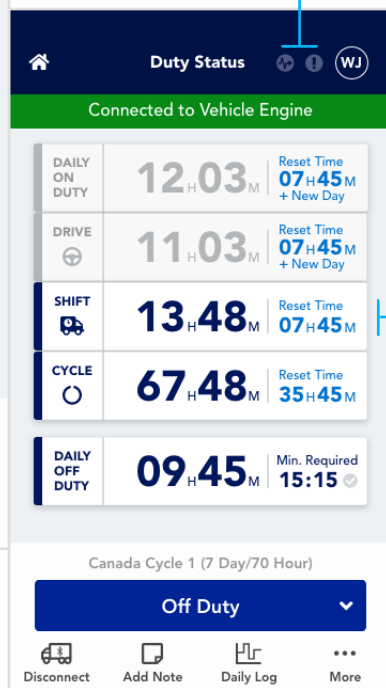 Duty Status
WJ
Connected to Vehicle Engine
DAILY
ON
DUTY
12H03M
Reset Time
07H45M
+ New Day
DRIVE
11H03M
Reset Time
07H45M
+ New Day
SHIFT
13H48M
Reset Time
07H45M
CYCLE
67H48M
Reset Time
35H45M
DAILY
OFF
DUTY
09H45M
Min. Required
15:15
Canada Cycle 1 (7 Day/70 Hour)
Off Duty
Disconnect Add Note Daily Log More